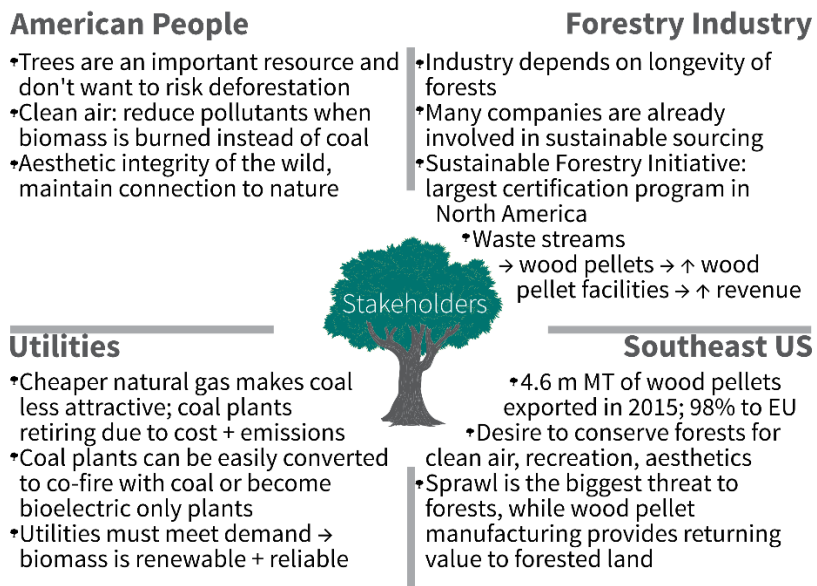 American People
Trees are an important resource and
don't want to risk deforestation
Clean air: reduce pollutants when
biomass is burned instead of coal
Aesthetic integrity of the wild,
maintain connection to nature
Forestry Industry
Industry depends on longevity of
forests
Many companies are already
involved in sustainable sourcing
Sustainable Forestry Initiative:
largest certification program in
North America
Waste streams
→ wood pellets → ↑ wood
pellet facilities → ↑ revenue
Stakeholders
Utilities
Cheaper natural gas makes coal
less attractive; coal plants
retiring due to cost + emissions
Coal plants can be easily converted
to co-fire with coal or become
bioelectric only plants
Utilities must meet demand →
biomass is renewable + reliable
Southeast US
4.6 m MT of wood pellets
exported in 2015; 98% to EU
Desire to conserve forests for
clean air, recreation, aesthetics
Sprawl is the biggest threat to
forests, while wood pellet
manufacturing provides returning
value to forested land